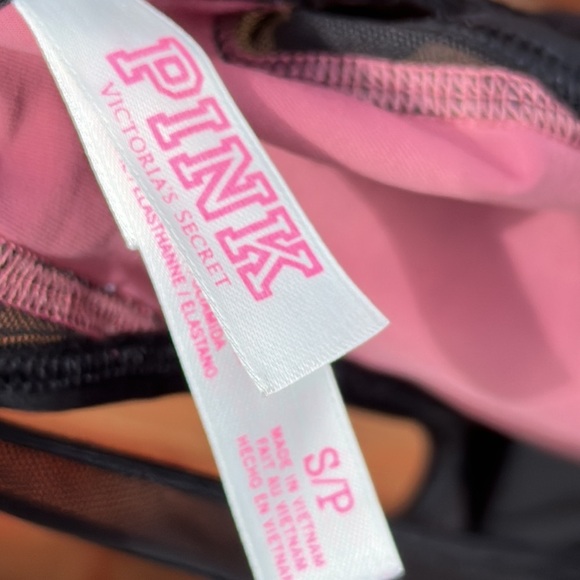 PINK
VICTORIA'S SECRET
ELASTHANNE / ELASTANO
S/P
MADE IN VIETNAM
FAIT AU VIETNAM
HECHO EN VIETNAM